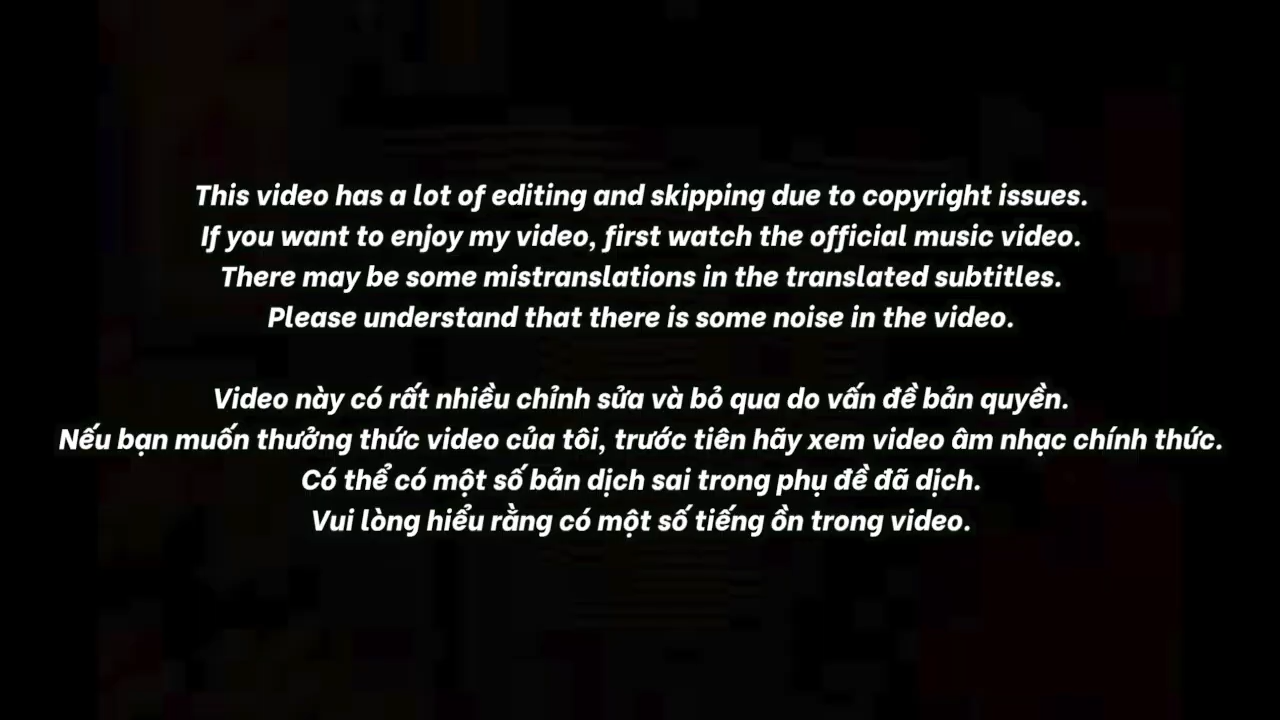 This video has a lot of editing and skipping due to copyright issues.
If you want to enjoy my video, first watch the official music video.
There may be some mistranslations in the translated subtitles.
Please understand that there is some noise in the video.
Video này có rất nhiều chỉnh sửa và bỏ qua do vấn đề bản quyền.
Nếu bạn muốn thưởng thức video của tôi, trước tiên hãy xem video âm nhạc chính thức.
Có thể có một số bản dịch sai trong phụ đề đã dịch.
Vui lòng hiểu rằng có một số tiếng ồn trong video.